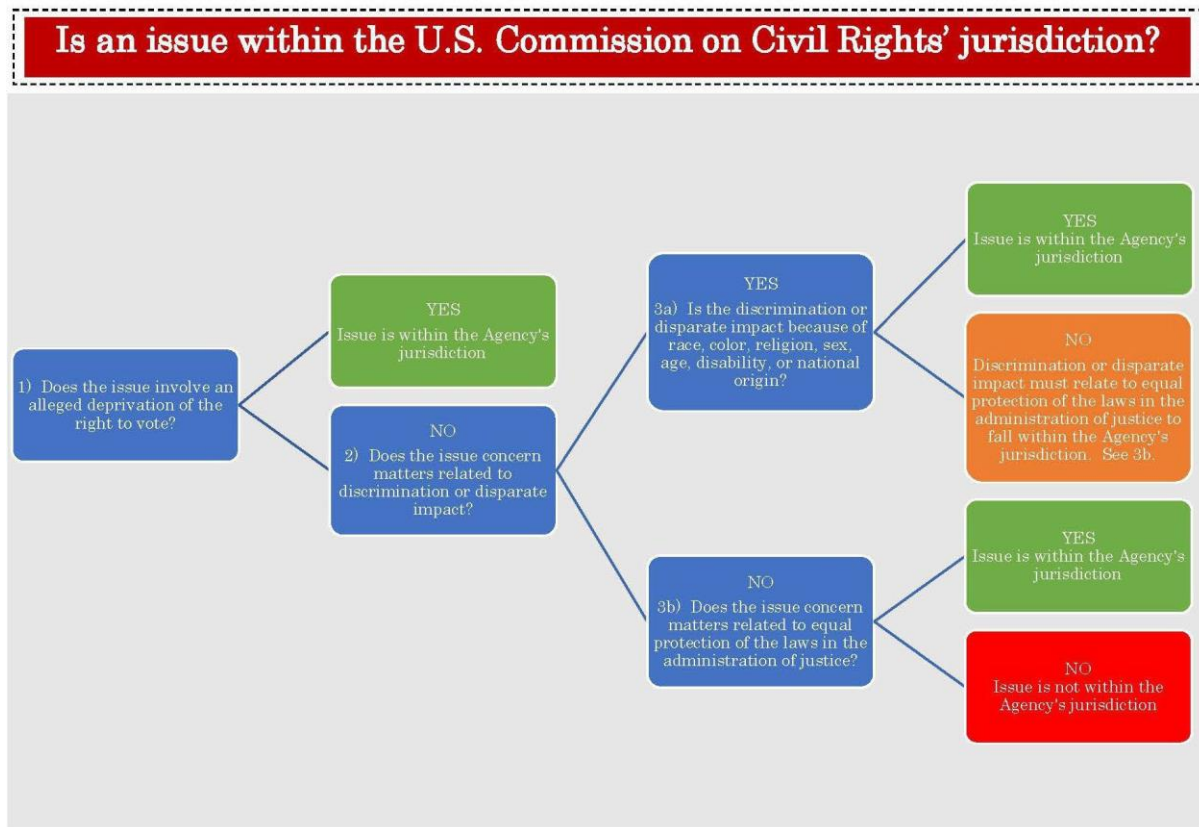 Is an issue within the U.S. Commission on Civil Rights' jurisdiction?
1) Does the issue involve an
alleged deprivation of the
right to vote?
YES
Issue is within the Agency's
jurisdiction
NO
2) Does the issue concern
matters related to
discrimination or disparate
impact?
YES
3a) Is the discrimination or
disparate impact because of
race, color, religion, sex,
age, disability, or national
origin?
YES
Issue is within the Agency's
jurisdiction
NO
Discrimination or disparate
impact must relate to equal
protection of the laws in the
administration of justice to
fall within the Agency's
jurisdiction. See 3b.
NO
3b) Does the issue concern
matters related to equal
protection of the laws in the
administration of justice?
YES
Issue is within the Agency's
jurisdiction
NO
Issue is not within the
Agency's jurisdiction